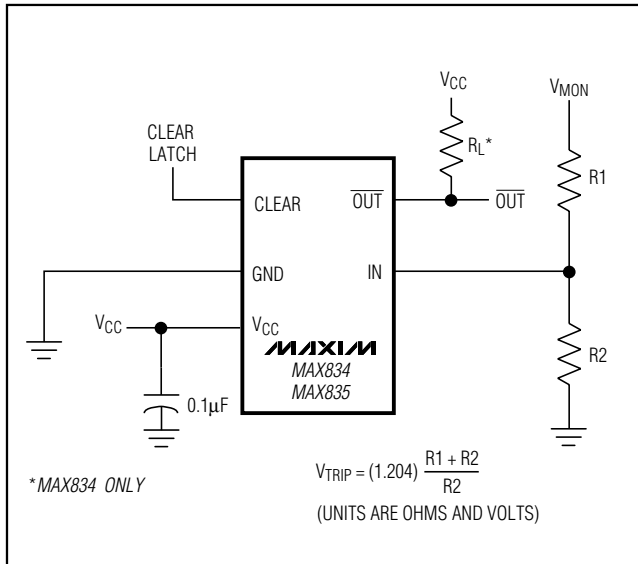 VCC
VMON
CLEAR
LATCH
RL*
R1
CLEAR
OUT
OUT
GND
IN
VCC
VCC
R2
MAXIM
MAX834
MAX835
0.1µF
VTRIP = (1.204) R1 + R2
R2
(UNITS ARE OHMS AND VOLTS)
*MAX834 ONLY